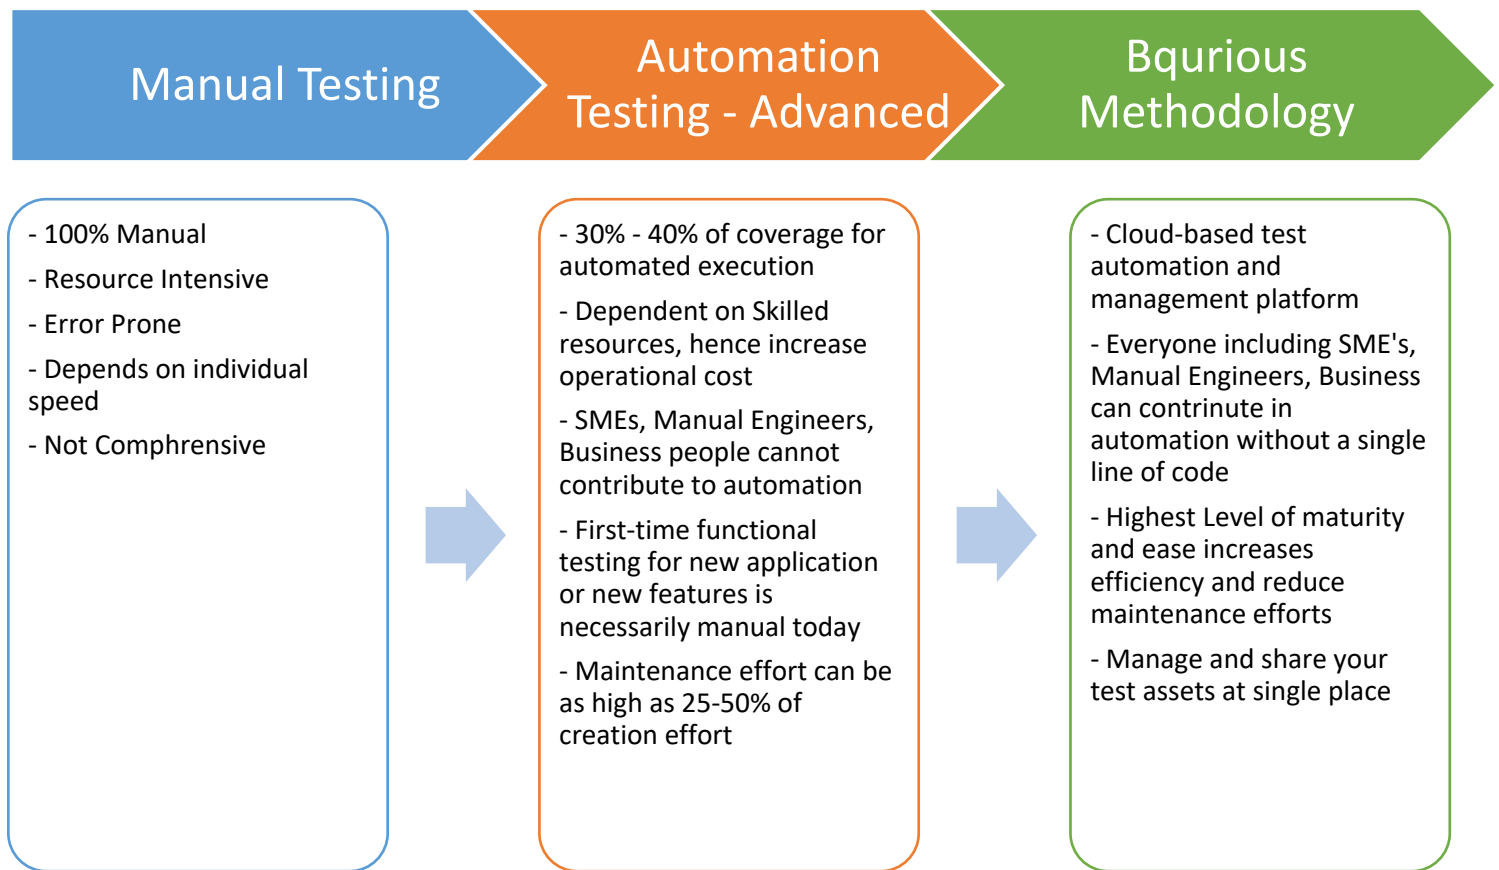 Manual Testing
Automation
Testing - Advanced
Bqurious
Methodology
- 100% Manual
- Resource Intensive
- Error Prone
- Depends on individual
speed
- Not Comphrensive
- 30% - 40% of coverage for
automated execution
- Dependent on Skilled
resources, hence increase
operational cost
- SMEs, Manual Engineers,
Business people cannot
contribute to automation
- First-time functional
testing for new application
or new features is
necessarily manual today
- Maintenance effort can be
as high as 25-50% of
creation effort
- Cloud-based test
automation and
management platform
- Everyone including SME's,
Manual Engineers, Business
can contrinute in
automation without a single
line of code
- Highest Level of maturity
and ease increases
efficiency and reduce
maintenance efforts
- Manage and share your
test assets at single place